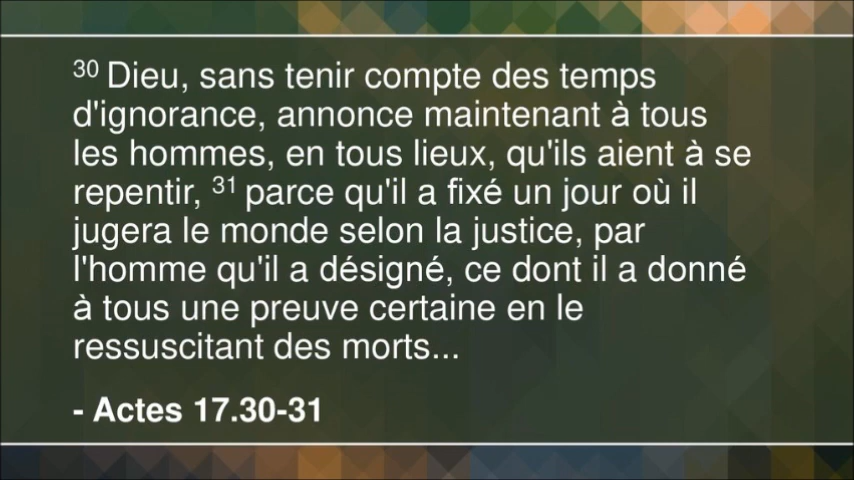 30 Dieu, sans tenir compte des temps
d'ignorance, annonce maintenant à tous
les hommes, en tous lieux, qu'ils aient à se
repentir, 31 parce qu'il a fixé un jour où il
jugera le monde selon la justice, par
l'homme qu'il a désigné, ce dont il a donné
à tous une preuve certaine en le
ressuscitant des morts...
- Actes 17.30-31